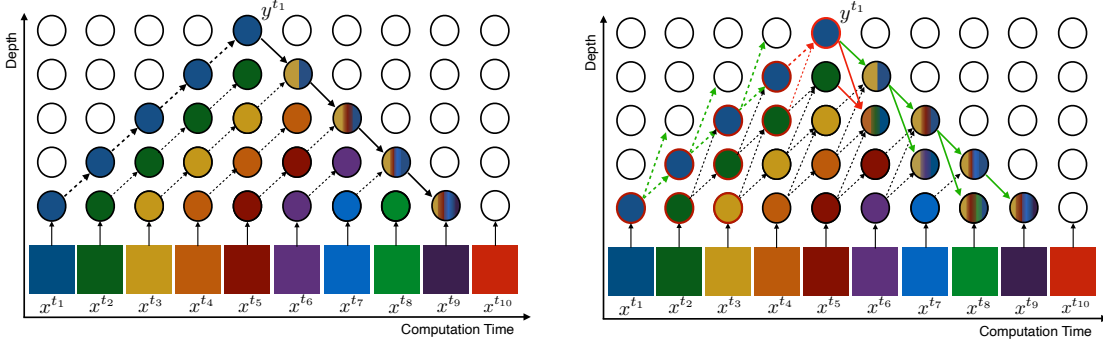 y^{t_1}
Depth
x^{t_1} x^{t_2} x^{t_3} x^{t_4} x^{t_5} x^{t_6} x^{t_7} x^{t_8} x^{t_9} x^{t_{10}}
Computation Time
y^{t_1}
Depth
x^{t_1} x^{t_2} x^{t_3} x^{t_4} x^{t_5} x^{t_6} x^{t_7} x^{t_8} x^{t_9} x^{t_{10}}
Computation Time